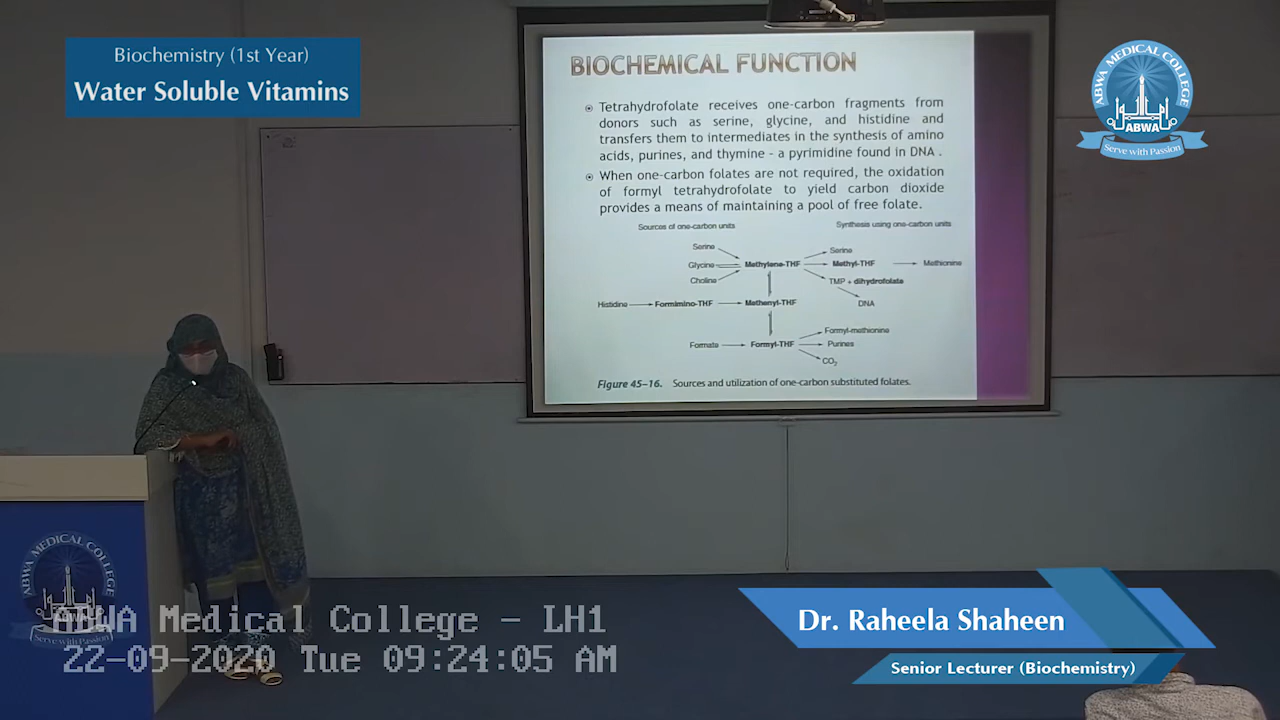 Biochemistry (1st Year)
Water Soluble Vitamins
ABWA MEDICAL COLLEGE
ABWA
Serve with Passion
BIOCHEMICAL FUNCTION
Tetrahydrofolate receives one-carbon fragments from
donors such as serine, glycine, and histidine and
transfers them to intermediates in the synthesis of amino
acids, purines, and thymine - a pyrimidine found in DNA .
When one-carbon folates are not required, the oxidation
of formyl tetrahydrofolate to yield carbon dioxide
provides a means of maintaining a pool of free folate.
Sources of one-carbon units
Synthesis using one-carbon units
Serine
Serine
Glycine
Methylene-THF
Methyl-THF
Methionine
Choline
TMP + dihydrofolate
DNA
Histidine
Formimino-THF
Methenyl-THF
Formyl-methionine
Formate
Formyl-THF
Purines
CO2
Figure 45–16. Sources and utilization of one-carbon substituted folates.
ABWA MEDICAL COLLEGE
ABWA
Serve with Passion
ABWA Medical College - LH1
22-09-2020 Tue 09:24:05 AM
Dr. Raheela Shaheen
Senior Lecturer (Biochemistry)